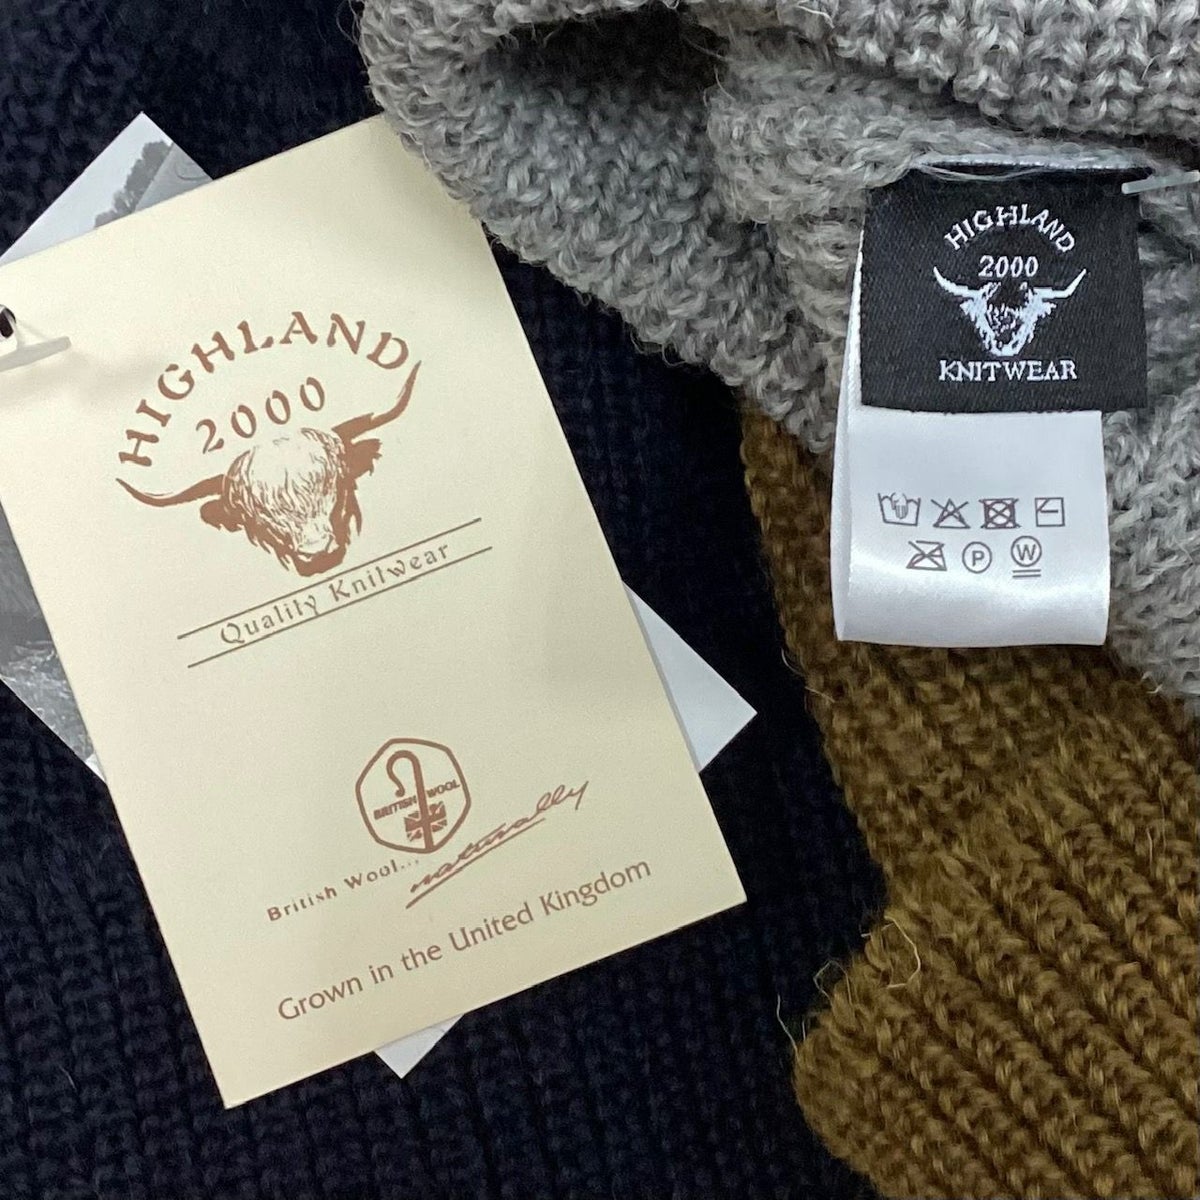 HIGHLAND
2000
Quality Knitwear
BRITISH WOOL
British Wool...
naturally
Grown in the United Kingdom
HIGHLAND
2000
KNITWEAR
P
W